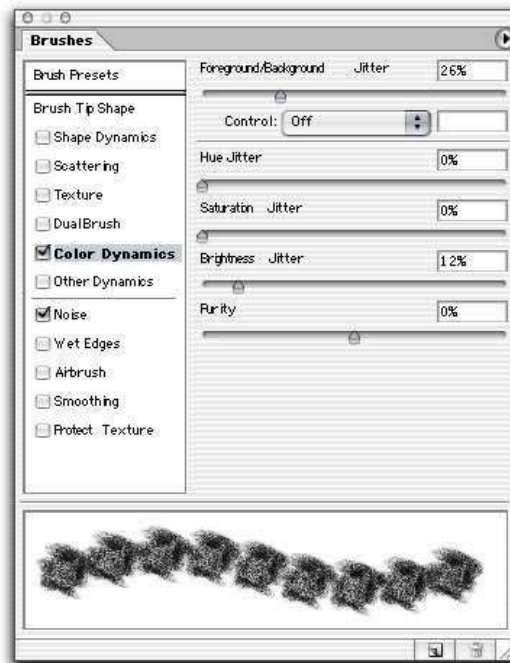 Brushes
Brush Presets
Brush Tip Shape
Shape Dynamics
Scattering
Texture
Dual Brush
Color Dynamics
Other Dynamics
Noise
Wet Edges
Airbrush
Smoothing
Protect Texture
Foreground/Background Jitter 26%
Control: Off
Hue Jitter 0%
Saturation Jitter 0%
Brightness Jitter 12%
Purity 0%